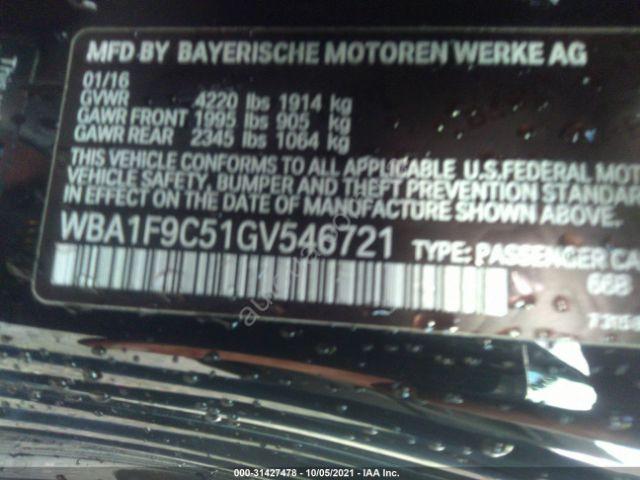 MFD BY BAYERISCHE MOTOREN WERKE AG
01/16
GVWR 4220 lbs 1914 kg
GAWR FRONT 1995 lbs 905 kg
GAWR REAR 2345 lbs 1064 kg
THIS VEHICLE CONFORMS TO ALL APPLICABLE U.S.FEDERAL MOT
VEHICLE SAFETY, BUMPER AND THEFT PREVENTION STANDAR
IN EFFECT ON THE DATE OF MANUFACTURE SHOWN ABOVE.
WBA1F9C51GV546721 TYPE: PASSENGER CA
668
000-31427478 - 10/05/2021 - IAA Inc.